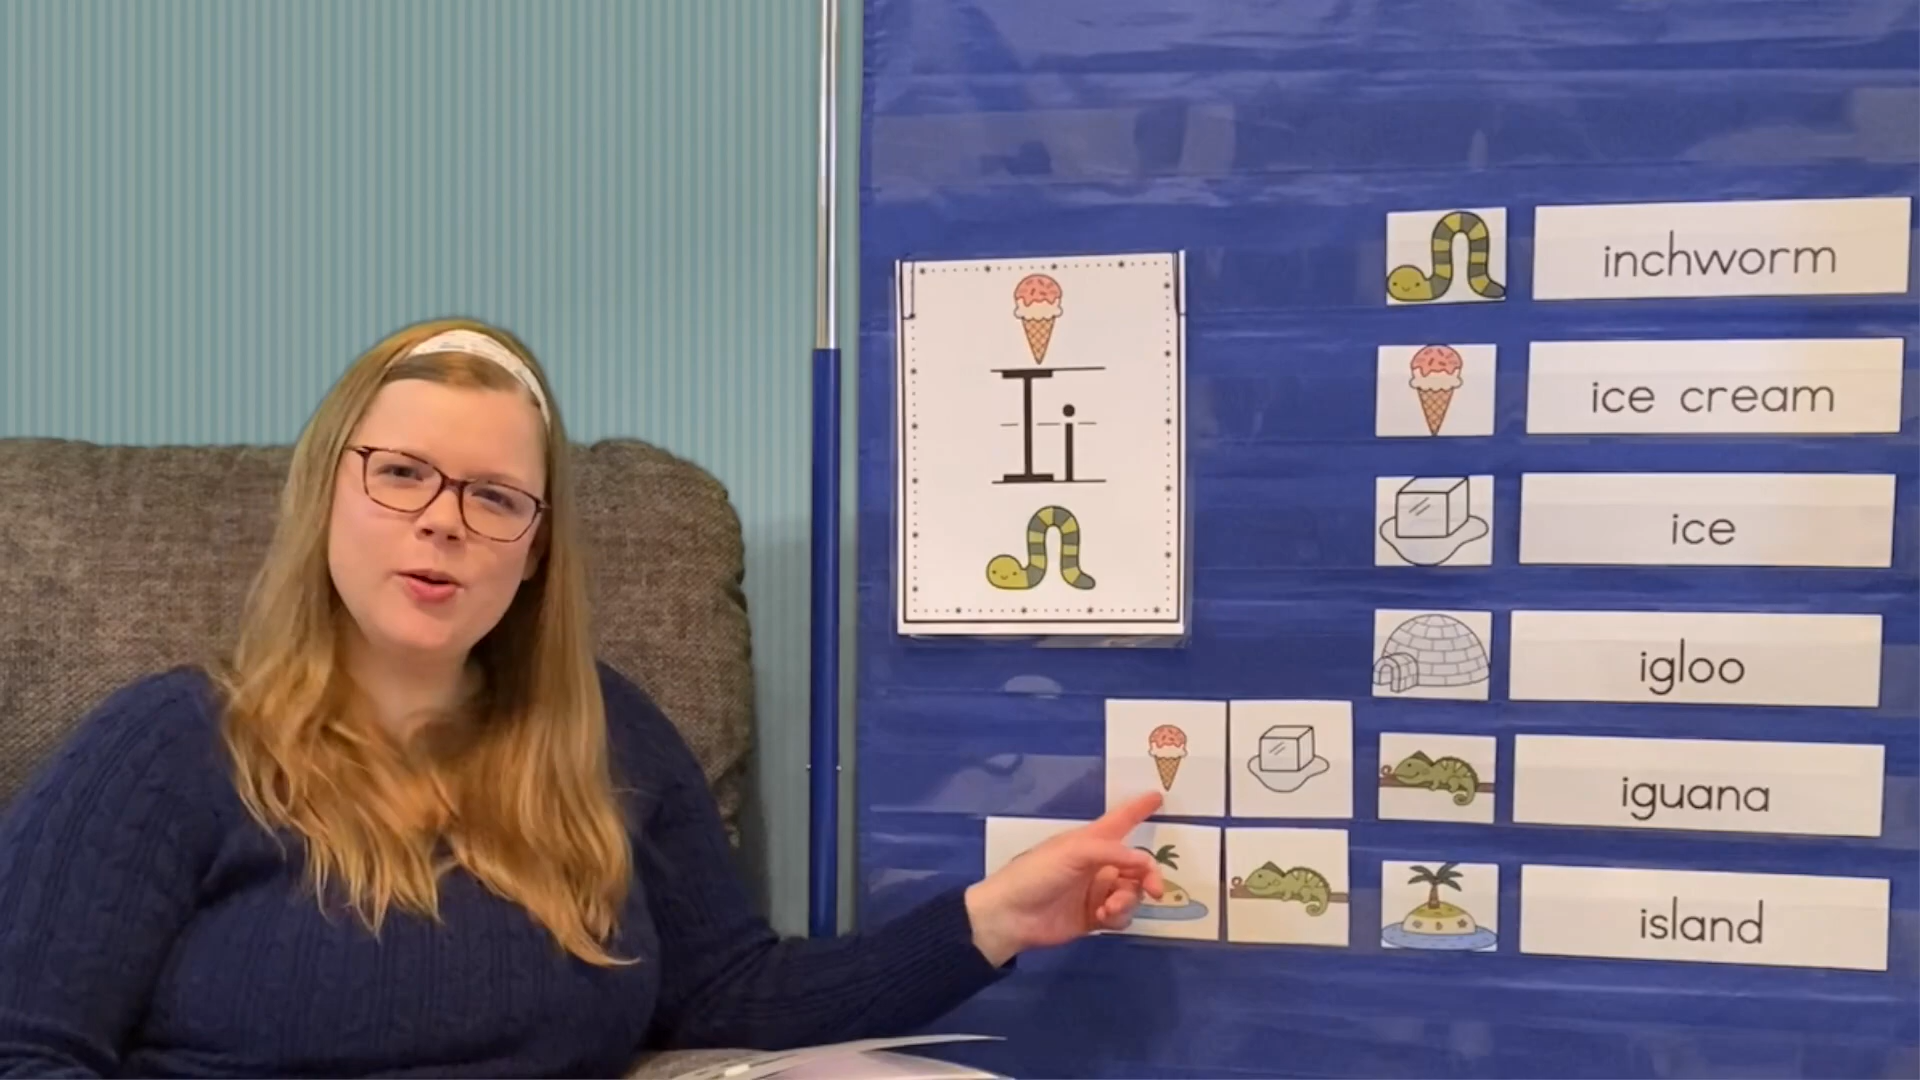 Ii
inchworm
ice cream
ice
igloo
iguana
island